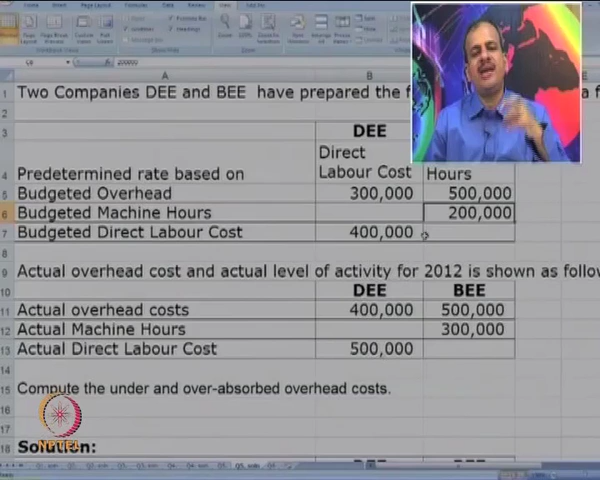 Two Companies DEE and BEE have prepared the f
DEE
Direct
Predetermined rate based on Labour Cost Hours
Budgeted Overhead 300,000 500,000
Budgeted Machine Hours 200,000
Budgeted Direct Labour Cost 400,000
Actual overhead cost and actual level of activity for 2012 is shown as follow
DEE BEE
Actual overhead costs 400,000 500,000
Actual Machine Hours 300,000
Actual Direct Labour Cost 500,000
Compute the under and over-absorbed overhead costs.
NPTEL
Solution: